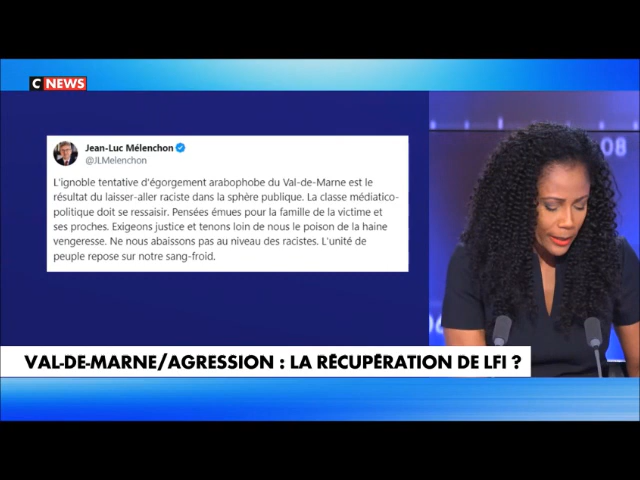 CNEWS
Jean-Luc Mélenchon
@JLMelenchon
L'ignoble tentative d'égorgement arabophobe du Val-de-Marne est le
résultat du laisser-aller raciste dans la sphère publique. La classe médiatico-
politique doit se ressaisir. Pensées émues pour la famille de la victime et
ses proches. Exigeons justice et tenons loin de nous le poison de la haine
vengeresse. Ne nous abaissons pas au niveau des racistes. L'unité de
peuple repose sur notre sang-froid.
08
VAL-DE-MARNE/AGRESSION : LA RÉCUPÉRATION DE LFI ?